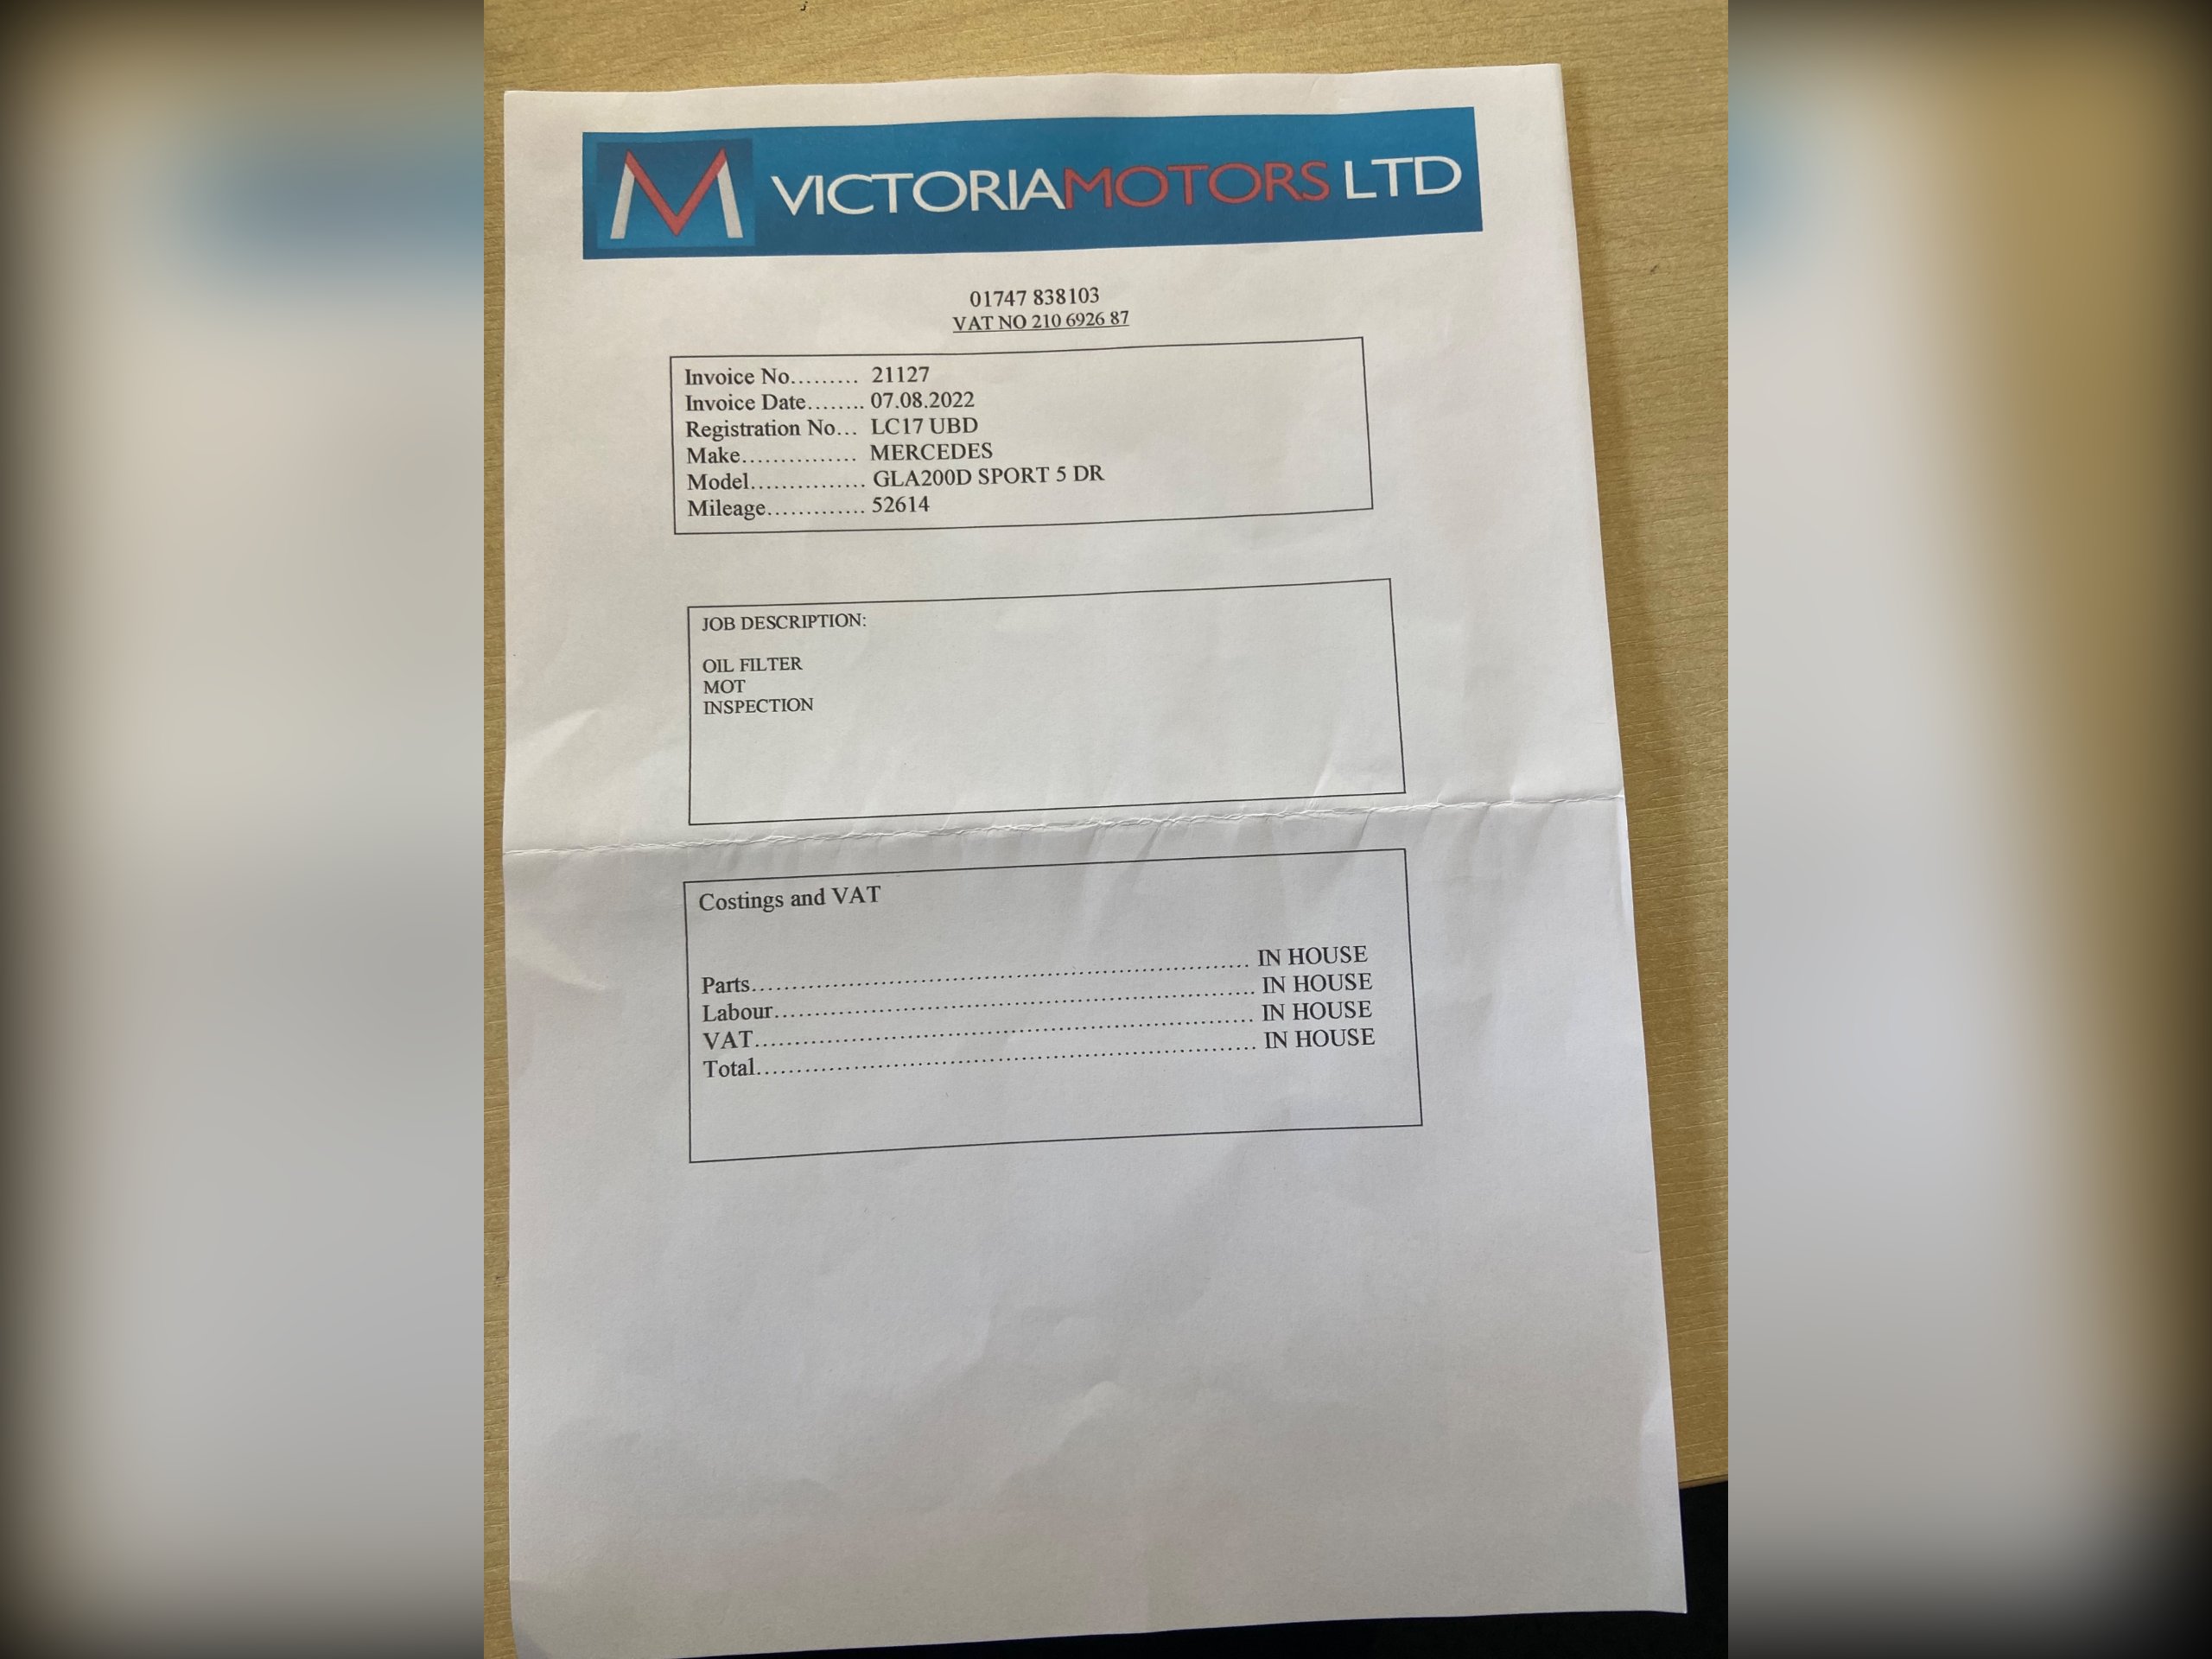 M VICTORIAMOTORS LTD
01747 838103
VAT NO 210 6926 87
Invoice No......... 21127
Invoice Date........ 07.08.2022
Registration No... LC17 UBD
Make............... MERCEDES
Model............... GLA200D SPORT 5 DR
Mileage............. 52614
JOB DESCRIPTION:
OIL FILTER
MOT
INSPECTION
Costings and VAT
Parts.................................................................... IN HOUSE
Labour................................................................. IN HOUSE
VAT.................................................................... IN HOUSE
Total.................................................................... IN HOUSE